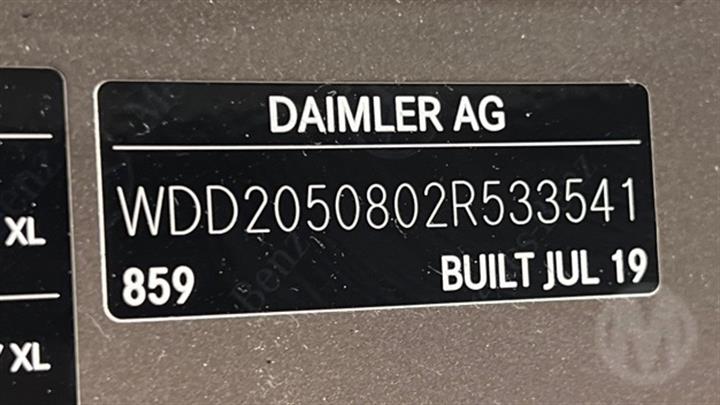 DAIMLER AG
WDD2050802R533541
859 BUILT JUL 19
XL
XL